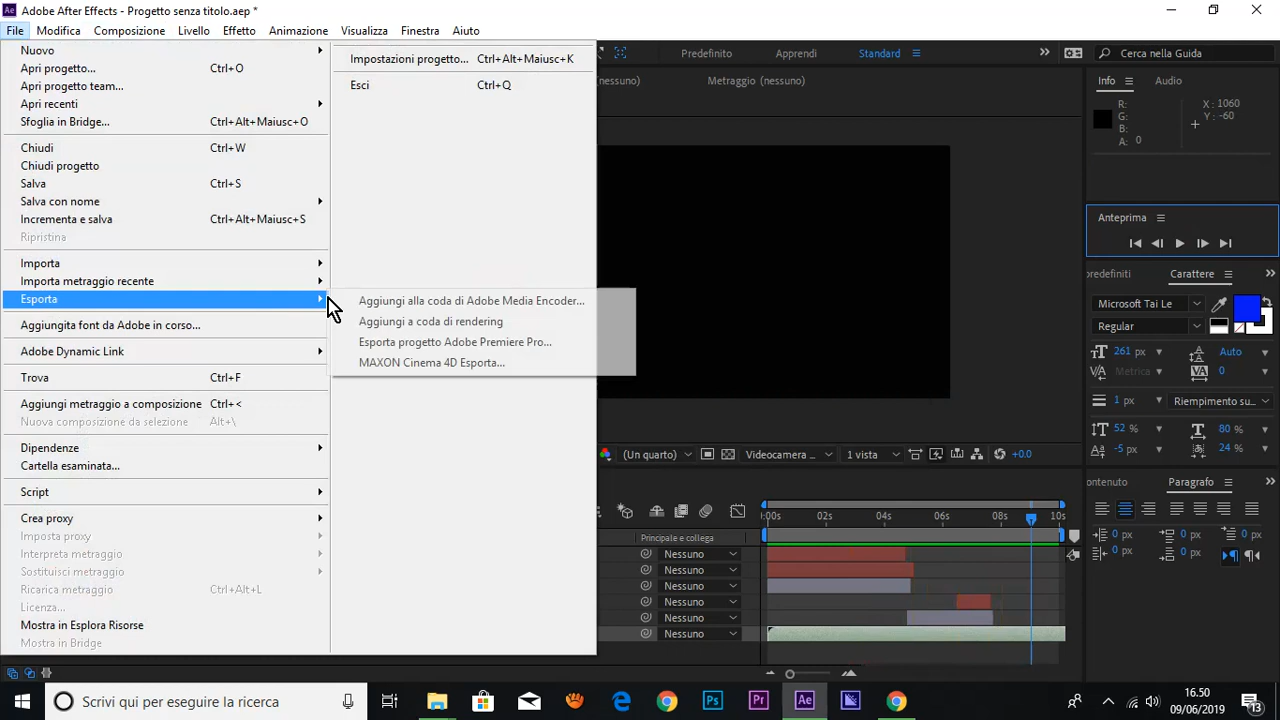 Ae Adobe After Effects - Progetto senza titolo.aep *
File Modifica Composizione Livello Effetto Animazione Visualizza Finestra Aiuto
Nuovo
Apri progetto... Ctrl+O
Apri progetto team...
Apri recenti
Sfoglia in Bridge... Ctrl+Alt+Maiusc+O
Chiudi Ctrl+W
Chiudi progetto
Salva Ctrl+S
Salva con nome
Incrementa e salva Ctrl+Alt+Maiusc+S
Ripristina
Importa
Importa metraggio recente
Esporta
Aggiungita font da Adobe in corso...
Adobe Dynamic Link
Trova Ctrl+F
Aggiungi metraggio a composizione Ctrl+<
Nuova composizione da selezione Alt+\
Dipendenze
Cartella esaminata...
Script
Crea proxy
Imposta proxy
Interpreta metraggio
Sostituisci metraggio
Ricarica metraggio Ctrl+Alt+L
Licenza...
Mostra in Esplora Risorse
Mostra in Bridge
Impostazioni progetto... Ctrl+Alt+Maiusc+K
Esci Ctrl+Q
Aggiungi alla coda di Adobe Media Encoder...
Aggiungi a coda di rendering
Esporta progetto Adobe Premiere Pro...
MAXON Cinema 4D Esporta...
Predefinito Apprendi Standard Cerca nella Guida
(nessuno) Metraggio (nessuno)
Info Audio
R: X : 1060
G: Y : -60
B:
A: 0
Anteprima
predefiniti Carattere
Microsoft Tai Le
Regular
261 px Auto
Metrica 0
1 px Riempimento su...
52 % 80 %
-5 px 24 %
ontenuto Paragrafo
0 px 0 px 0 px
0 px 0 px
(Un quarto) Videocamera ... 1 vista +0.0
:00s 02s 04s 06s 08s 10s
Principale e collega
Nessuno
Nessuno
Nessuno
Nessuno
Nessuno
Nessuno
Scrivi qui per eseguire la ricerca
Ps Pr Ae
16.50
09/06/2019
13